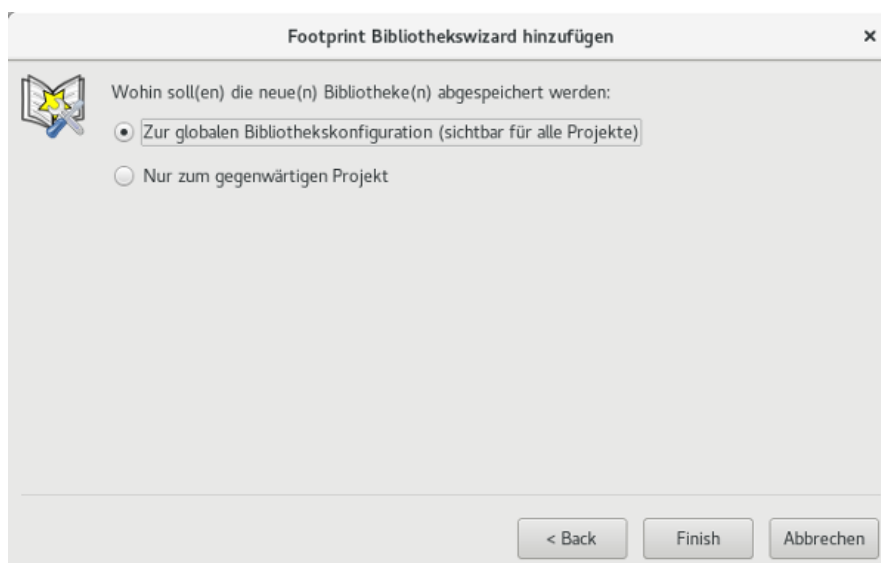 Footprint Bibliothekswizard hinzufügen
Wohin soll(en) die neue(n) Bibliotheke(n) abgespeichert werden:
Zur globalen Bibliothekskonfiguration (sichtbar für alle Projekte)
Nur zum gegenwärtigen Projekt
< Back Finish Abbrechen